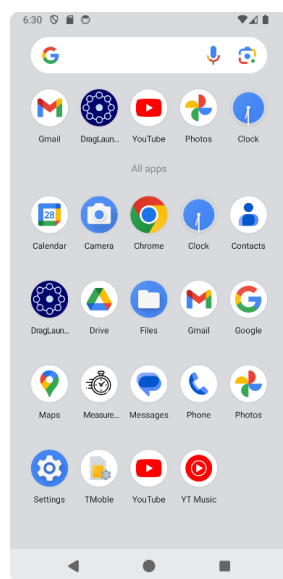 6:30
Gmail DragLaun... YouTube Photos Clock
All apps
28
Calendar Camera Chrome Clock Contacts
DragLaun... Drive Files Gmail Google
Maps Measure... Messages Phone Photos
Settings TMoble YouTube YT Music